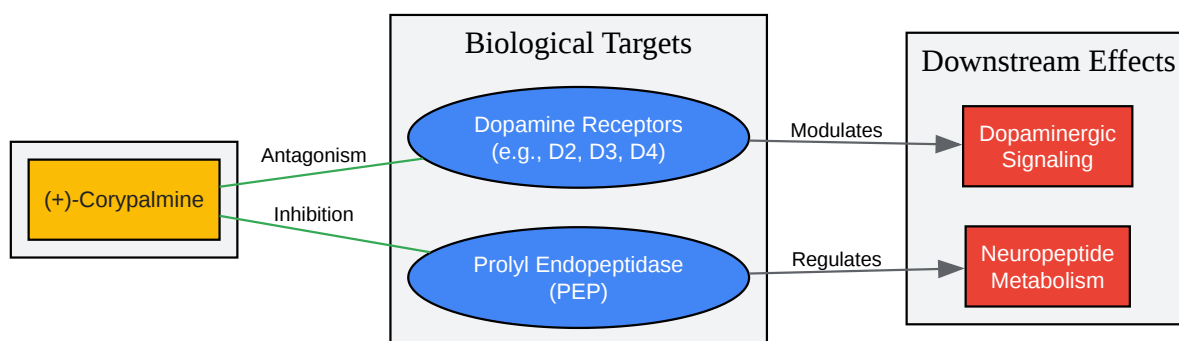 Biological Targets
Downstream Effects
(+)-Corypalmine
Antagonism
Inhibition
Dopamine Receptors
(e.g., D2, D3, D4)
Prolyl Endopeptidase
(PEP)
Modulates
Regulates
Dopaminergic
Signaling
Neuropeptide
Metabolism